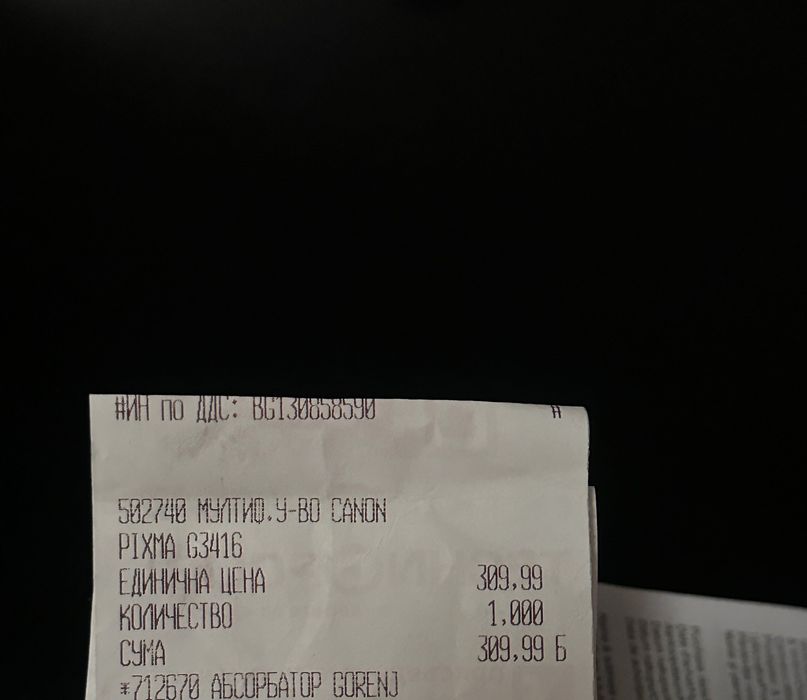 #ИН по ДДС: BG130858590 #
502740 МУЛТИФ.У-ВО CANON
PIXMA G3416
ЕДИНИЧНА ЦЕНА 309,99
КОЛИЧЕСТВО 1,000
СУМА 309,99 Б
*712670 АБСОРБАТОР GORENJ